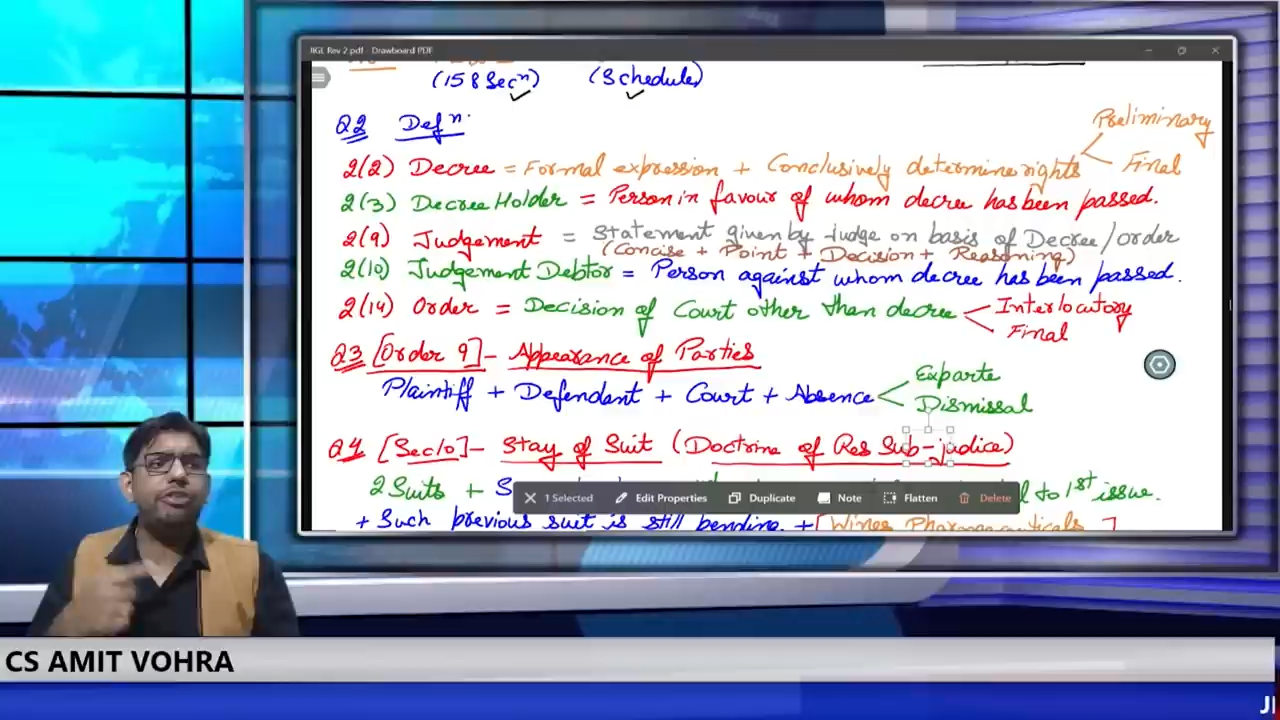 JIGL Rev 2.pdf - Drawboard PDF
(158 Secⁿ) (Schedule)
Q2 Defⁿ.
Preliminary
2(2) Decree = Formal expression + Conclusively determine rights
Final
2(3) Decree Holder = Person in favour of whom decree has been passed.
2(9) Judgement = Statement given by judge on basis of Decree/order
(Concise + Point + Decision + Reasoning)
2(10) Judgement Debtor = Person against whom decree has been passed.
2(14) Order = Decision of Court other than decree
Interlocutory
Final
Q3 [Order 9]- Appearance of Parties
Plaintiff + Defendant + Court + Absence
Exparte
Dismissal
Q4 [Sec10]- Stay of Suit (Doctrine of Res Sub-judice)
2 Suits + to 1st issue.
1 Selected Edit Properties Duplicate Note Flatten Delete
+ Such previous suit is still pending. + [Wings Pharmaceuticals ]
CS AMIT VOHRA
JI